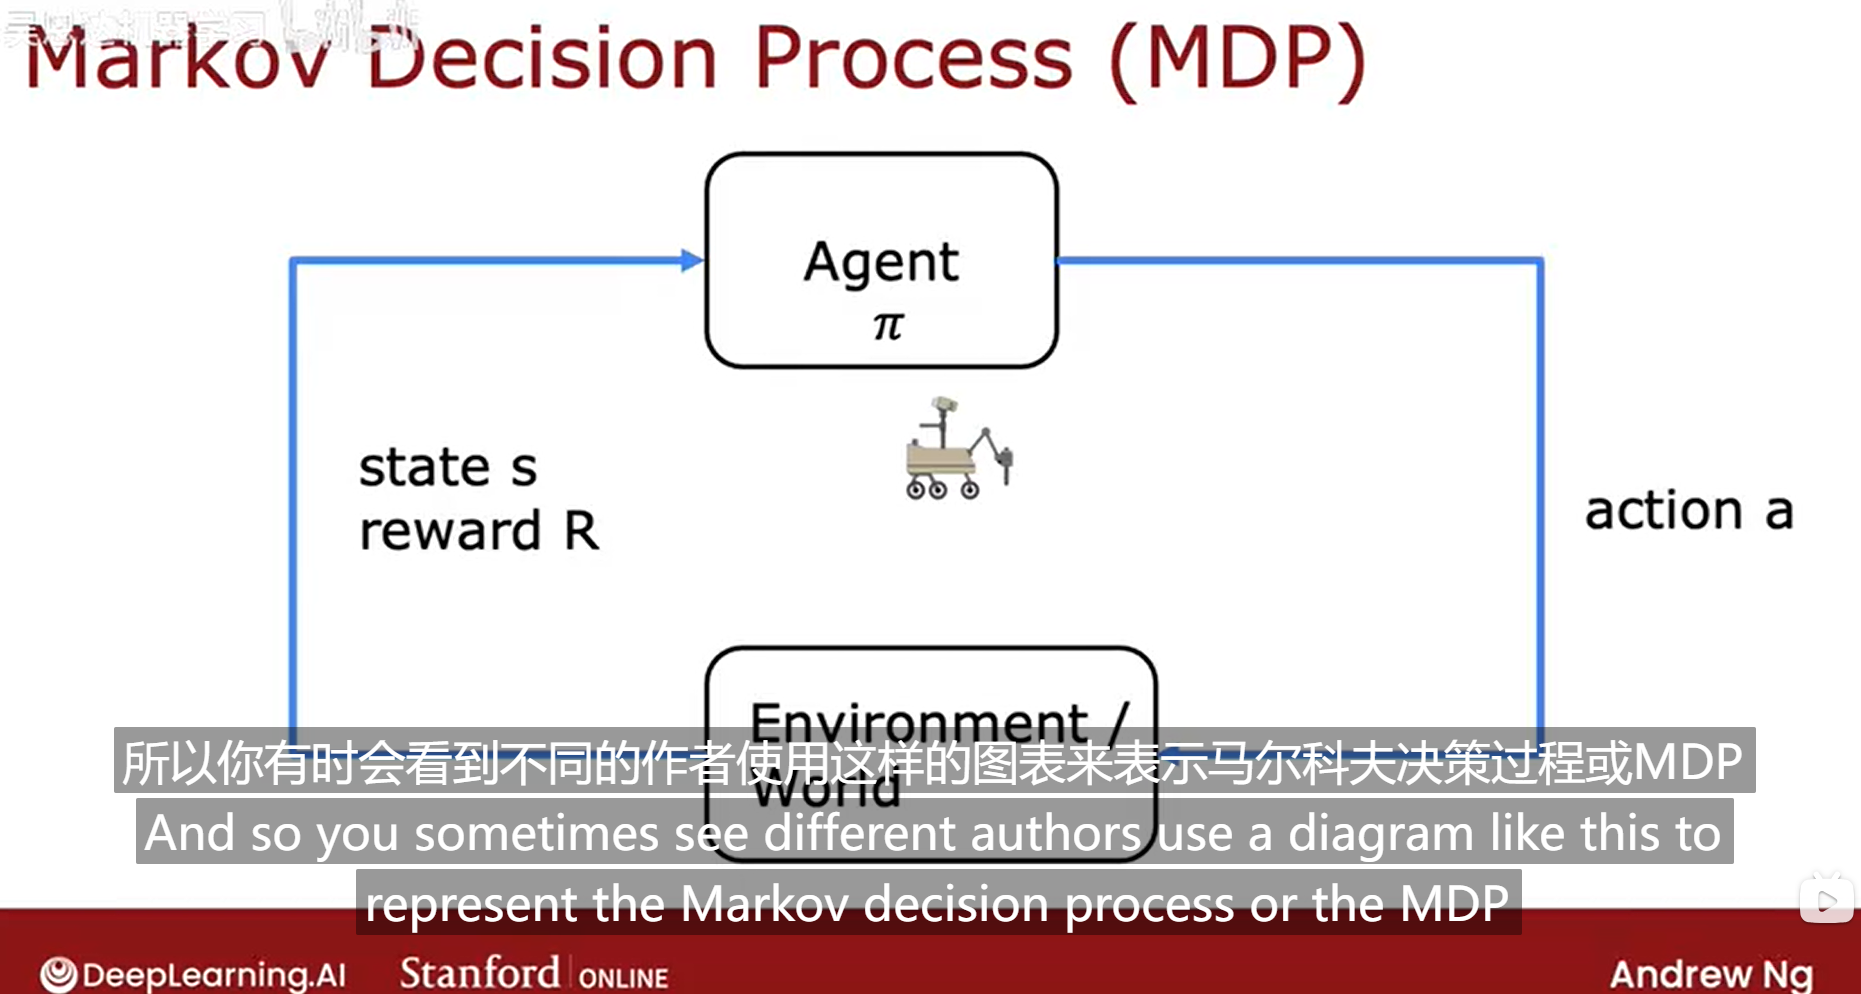 Markov Decision Process (MDP)
Agent
π
state s
reward R
action a
Environment /
World
所以你有时会看到不同的作者使用这样的图表来表示马尔科夫决策过程或MDP
And so you sometimes see different authors use a diagram like this to
represent the Markov decision process or the MDP
DeepLearning.AI
Stanford ONLINE
Andrew Ng